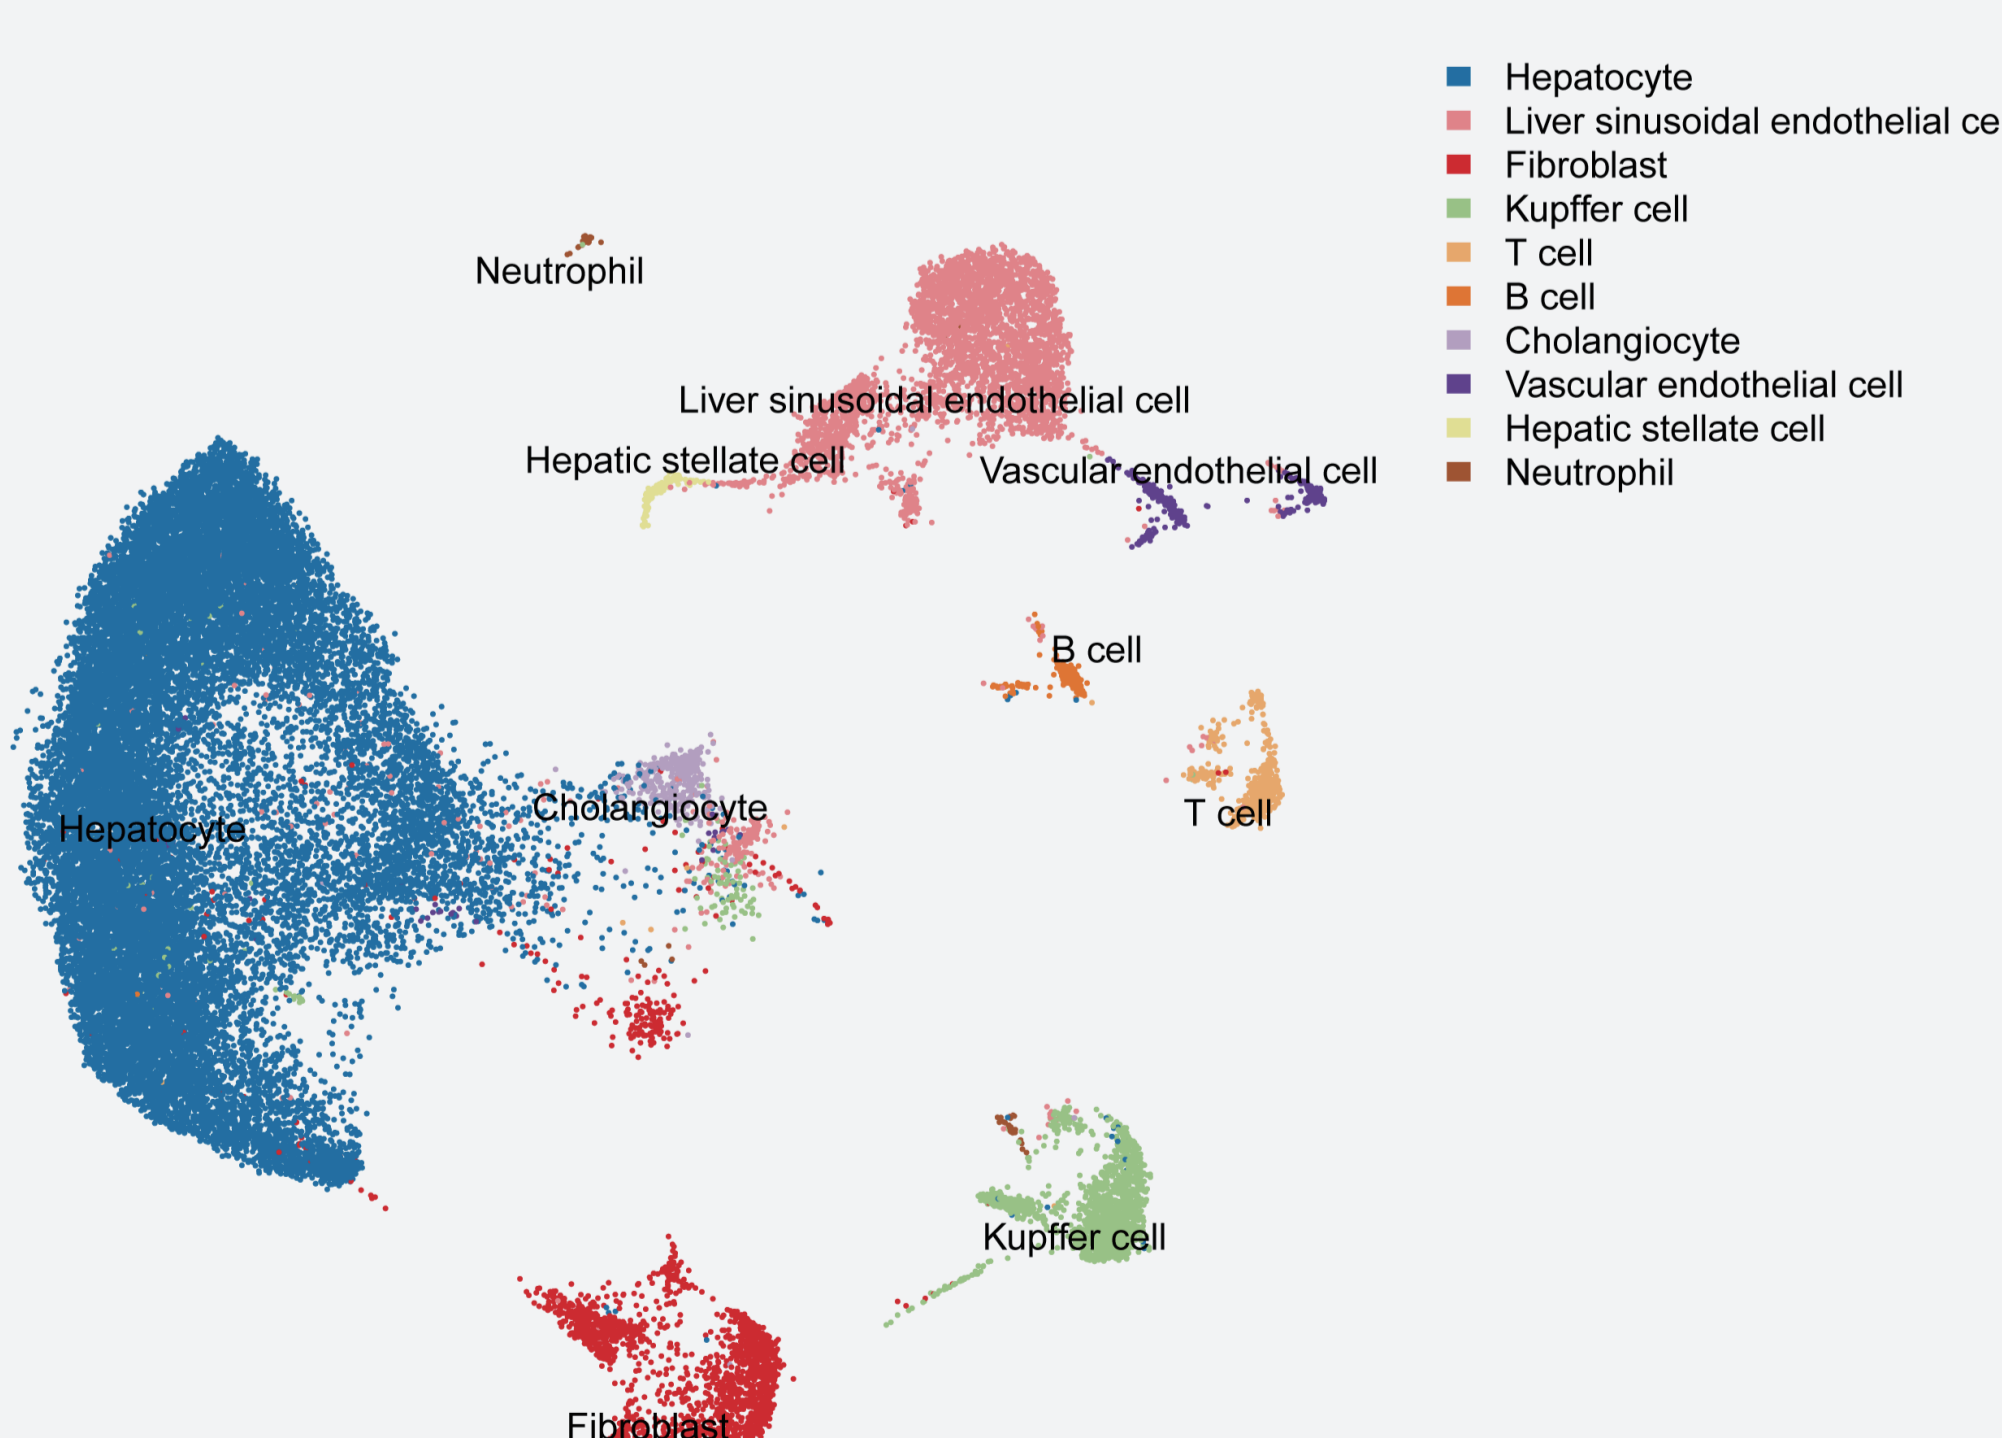 Hepatocyte
Liver sinusoidal endothelial ce
Fibroblast
Kupffer cell
T cell
B cell
Cholangiocyte
Vascular endothelial cell
Hepatic stellate cell
Neutrophil
Neutrophil
Liver sinusoidal endothelial cell
Hepatic stellate cell
Vascular endothelial cell
B cell
Cholangiocyte
T cell
Hepatocyte
Kupffer cell
Fibroblast